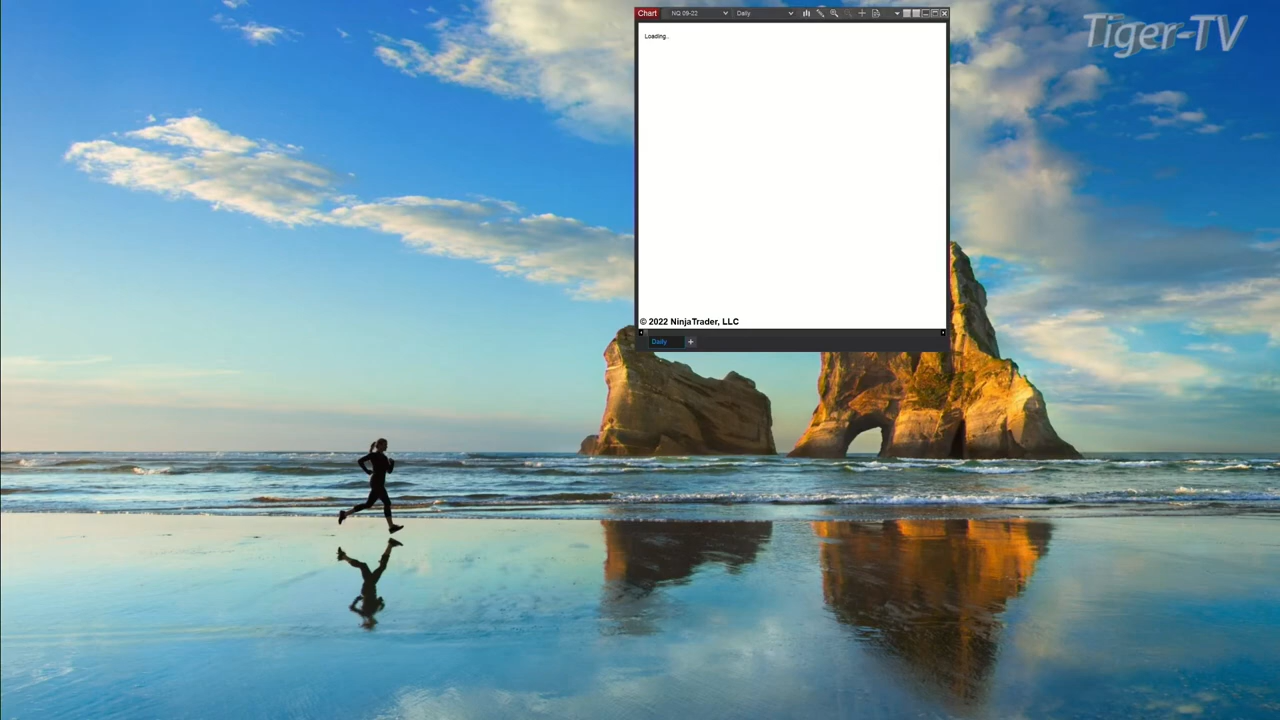 Chart NQ 09-22 Daily
Tiger-TV
Loading..
© 2022 NinjaTrader, LLC
Daily +